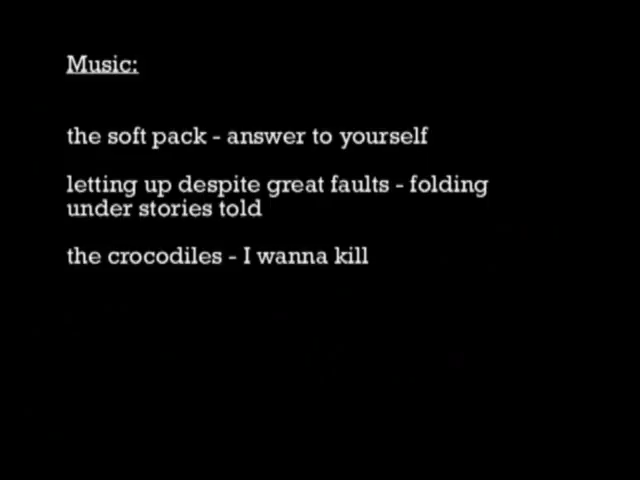 Music:
the soft pack - answer to yourself
letting up despite great faults - folding
under stories told
the crocodiles - I wanna kill